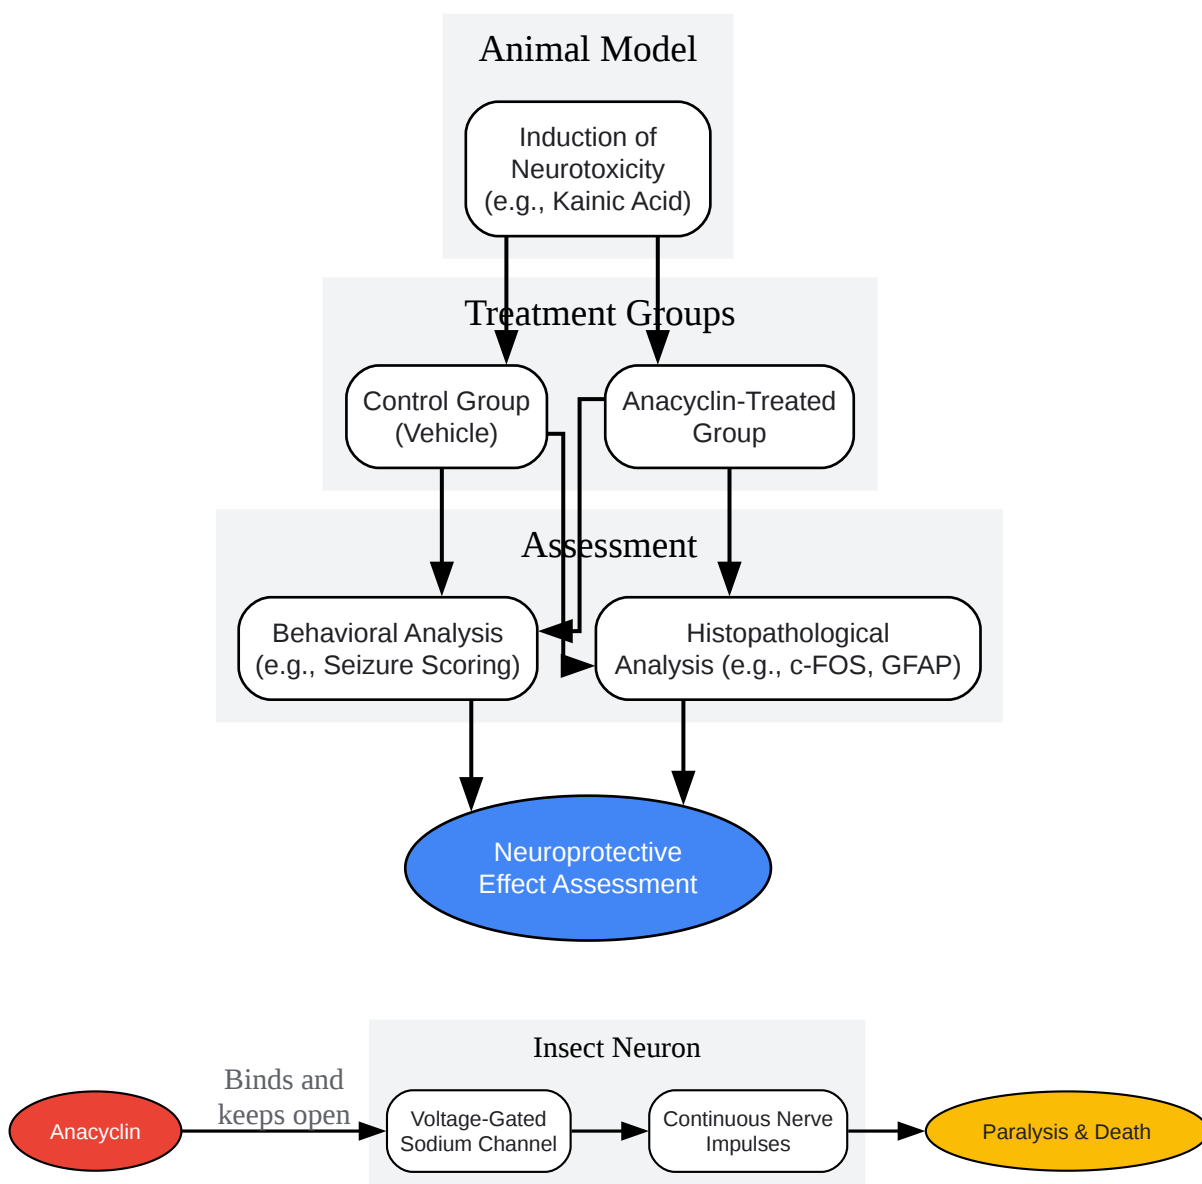 Animal Model
Induction of
Neurotoxicity
(e.g., Kainic Acid)
Treatment Groups
Control Group
(Vehicle)
Anacyclin-Treated
Group
Assessment
Behavioral Analysis
(e.g., Seizure Scoring)
Histopathological
Analysis (e.g., c-FOS, GFAP)
Neuroprotective
Effect Assessment
Insect Neuron
Anacyclin
Binds and
keeps open
Voltage-Gated
Sodium Channel
Continuous Nerve
Impulses
Paralysis & Death